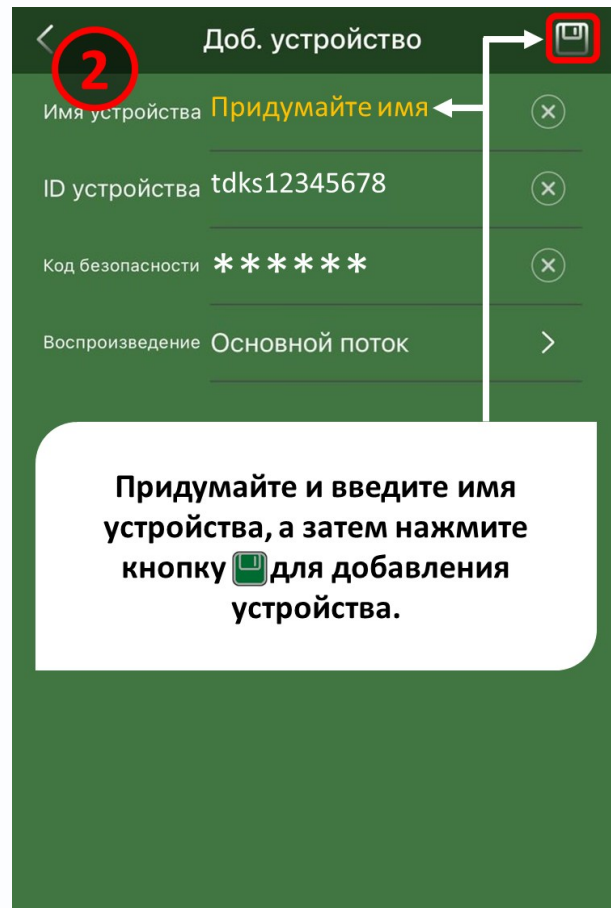 Доб. устройство
2
Имя устройства Придумайте имя
ID устройства tdks12345678
Код безопасности ******
Воспроизведение Основной поток
Придумайте и введите имя
устройства, а затем нажмите
кнопку для добавления
устройства.